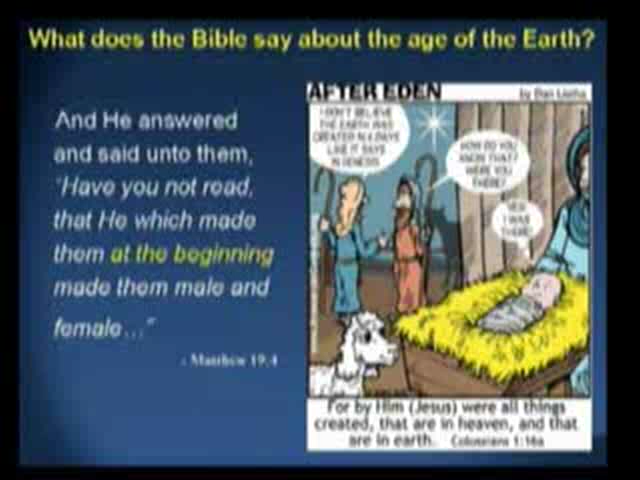 What does the Bible say about the age of the Earth?
And He answered
and said unto them,
"Have you not read,
that He which made
them at the beginning
made them male and
female..."
- Matthew 19:4
AFTER EDEN
by Dan Lietha
I DON'T BELIEVE
THE EARTH WAS
CREATED IN 6 DAYS
LIKE IT SAYS
IN GENESIS
HOW DO YOU
KNOW THAT?
WERE YOU
THERE?
YES!
I WAS
THERE!
For by Him (Jesus) were all things
created, that are in heaven, and that
are in earth. Colossians 1:16a